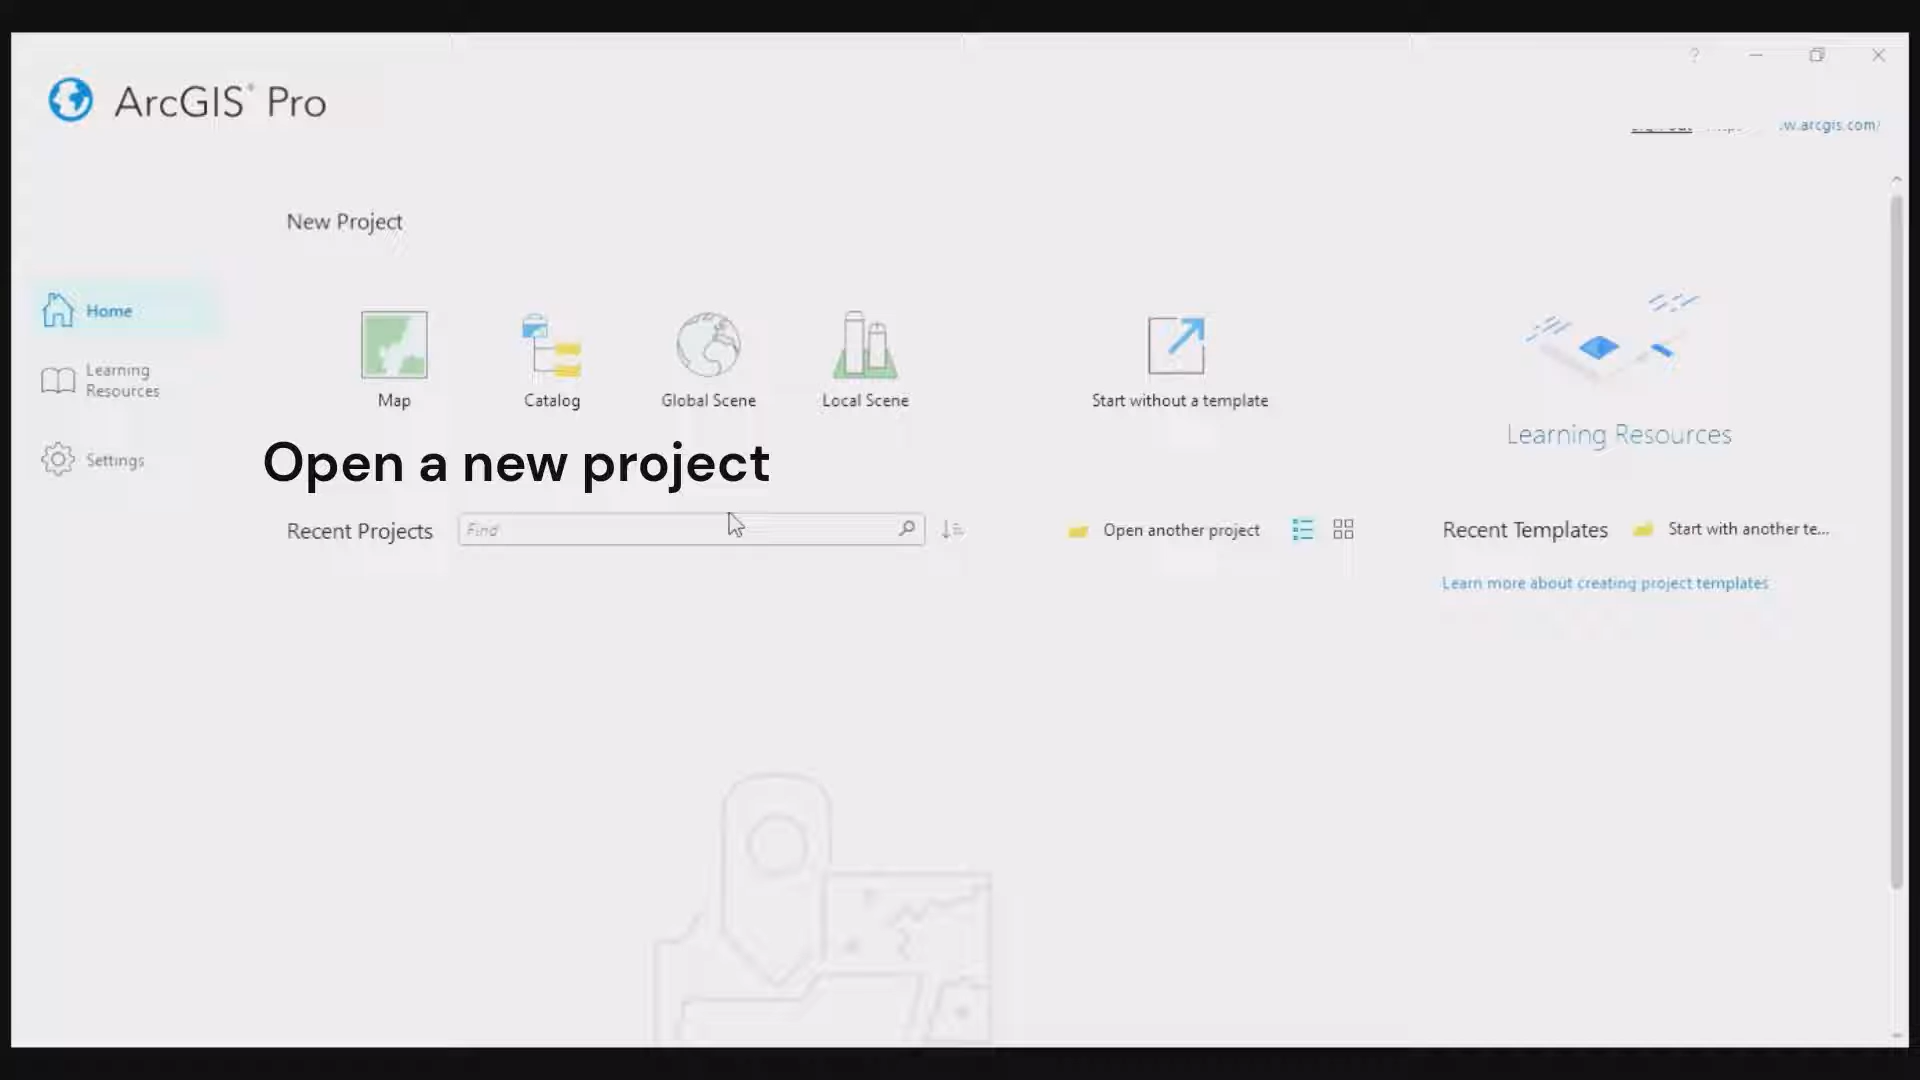 ?
ArcGIS® Pro
w.arcgis.com/
New Project
Home
Learning
Resources
Settings
Map
Catalog
Global Scene
Local Scene
Start without a template
Learning Resources
Open a new project
Recent Projects
Find
Open another project
Recent Templates
Start with another te...
Learn more about creating project templates